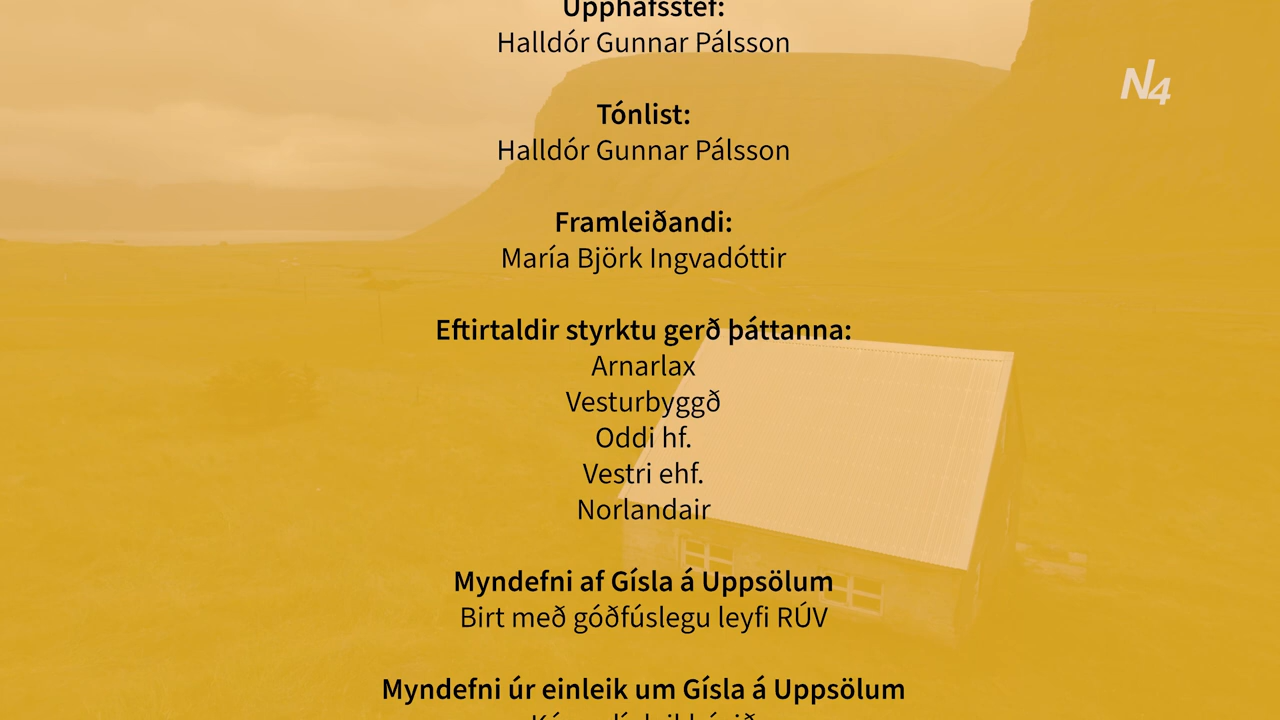 Upphafsstef:
Halldór Gunnar Pálsson
N4
Tónlist:
Halldór Gunnar Pálsson
Framleiðandi:
María Björk Ingvadóttir
Eftirtaldir styrktu gerð þáttanna:
Arnarlax
Vesturbyggð
Oddi hf.
Vestri ehf.
Norlandair
Myndefni af Gísla á Uppsölum
Birt með góðfúslegu leyfi RÚV
Myndefni úr einleik um Gísla á Uppsölum